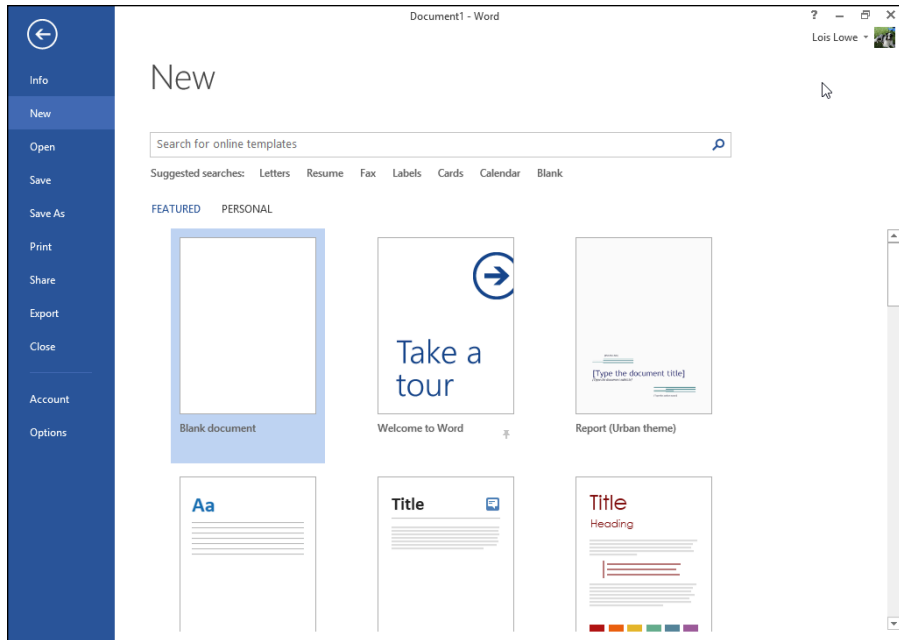 Document1 - Word
?
Lois Lowe
Info
New
Open
Save
Save As
Print
Share
Export
Close
Account
Options
New
Search for online templates
Suggested searches: Letters Resume Fax Labels Cards Calendar Blank
FEATURED PERSONAL
Take a
tour
[Type the document title]
Blank document Welcome to Word Report (Urban theme)
Aa
Title
Title
Heading